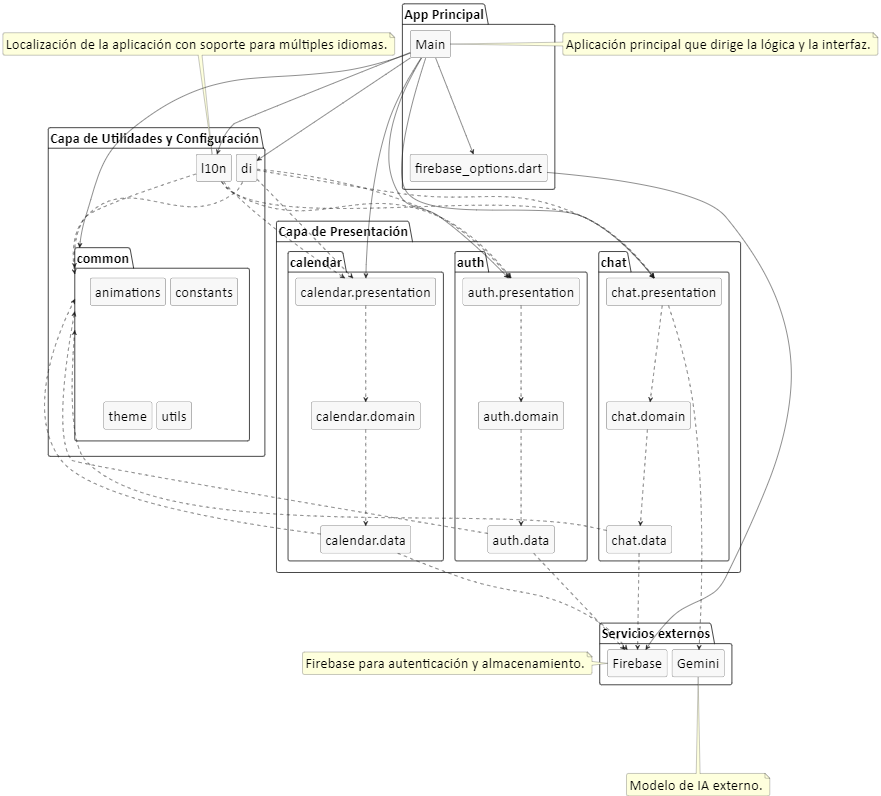 App Principal
Localización de la aplicación con soporte para múltiples idiomas.
Main
Aplicación principal que dirige la lógica y la interfaz.
Capa de Utilidades y Configuración
l10n
di
firebase_options.dart
Capa de Presentación
common
calendar
auth
chat
animations
constants
calendar.presentation
auth.presentation
chat.presentation
theme
utils
calendar.domain
auth.domain
chat.domain
calendar.data
auth.data
chat.data
Servicios externos
Firebase para autenticación y almacenamiento.
Firebase
Gemini
Modelo de IA externo.